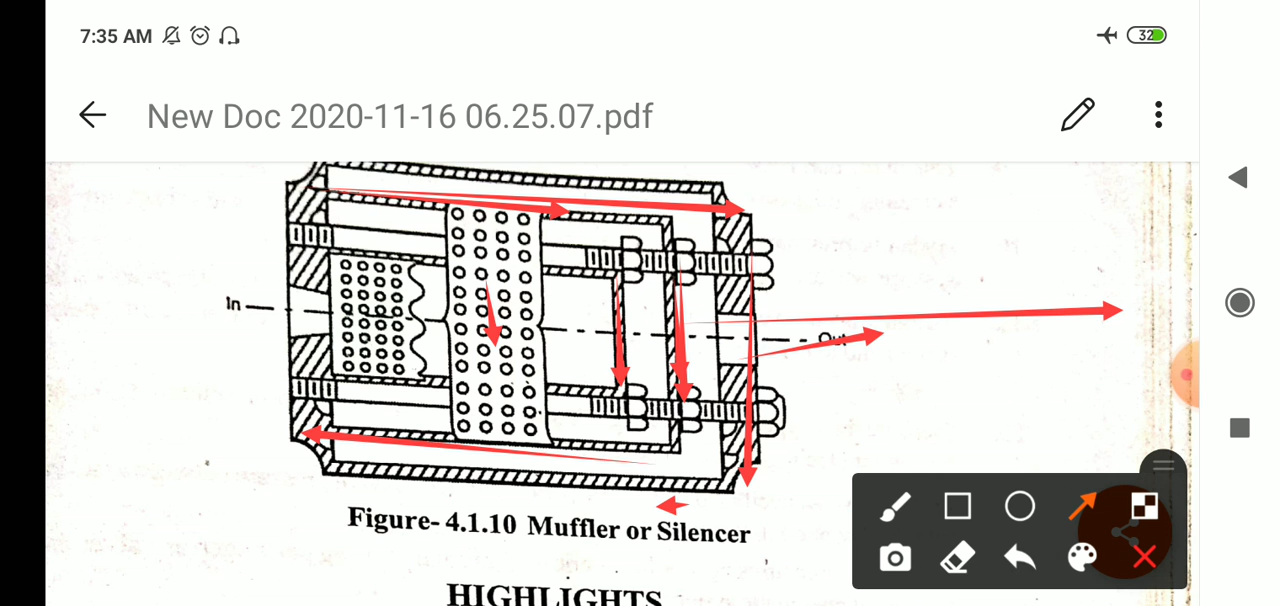 7:35 AM
32
New Doc 2020-11-16 06.25.07.pdf
In
Out
Figure- 4.1.10 Muffler or Silencer
HIGHLIGHTS